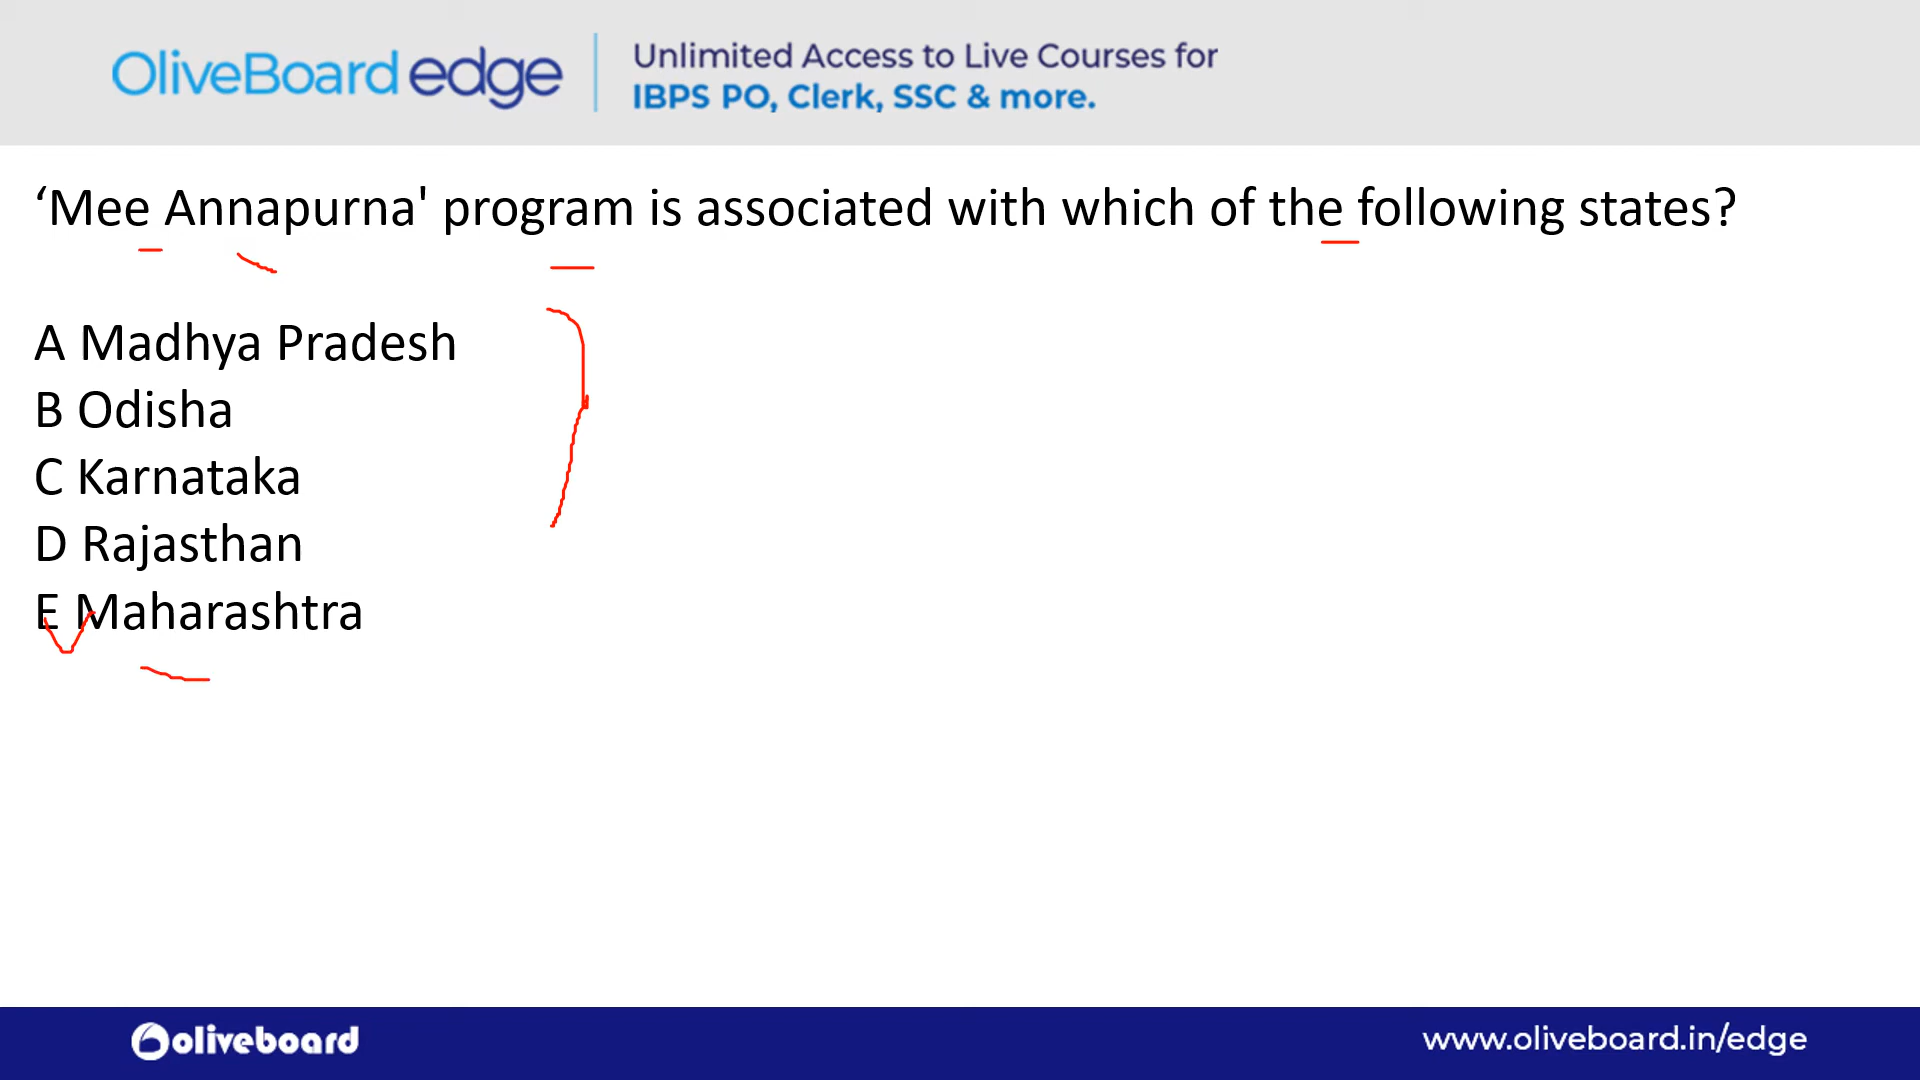 OliveBoard edge
Unlimited Access to Live Courses for
IBPS PO, Clerk, SSC & more.
‘Mee Annapurna' program is associated with which of the following states?
A Madhya Pradesh
B Odisha
C Karnataka
D Rajasthan
E Maharashtra
oliveboard
www.oliveboard.in/edge